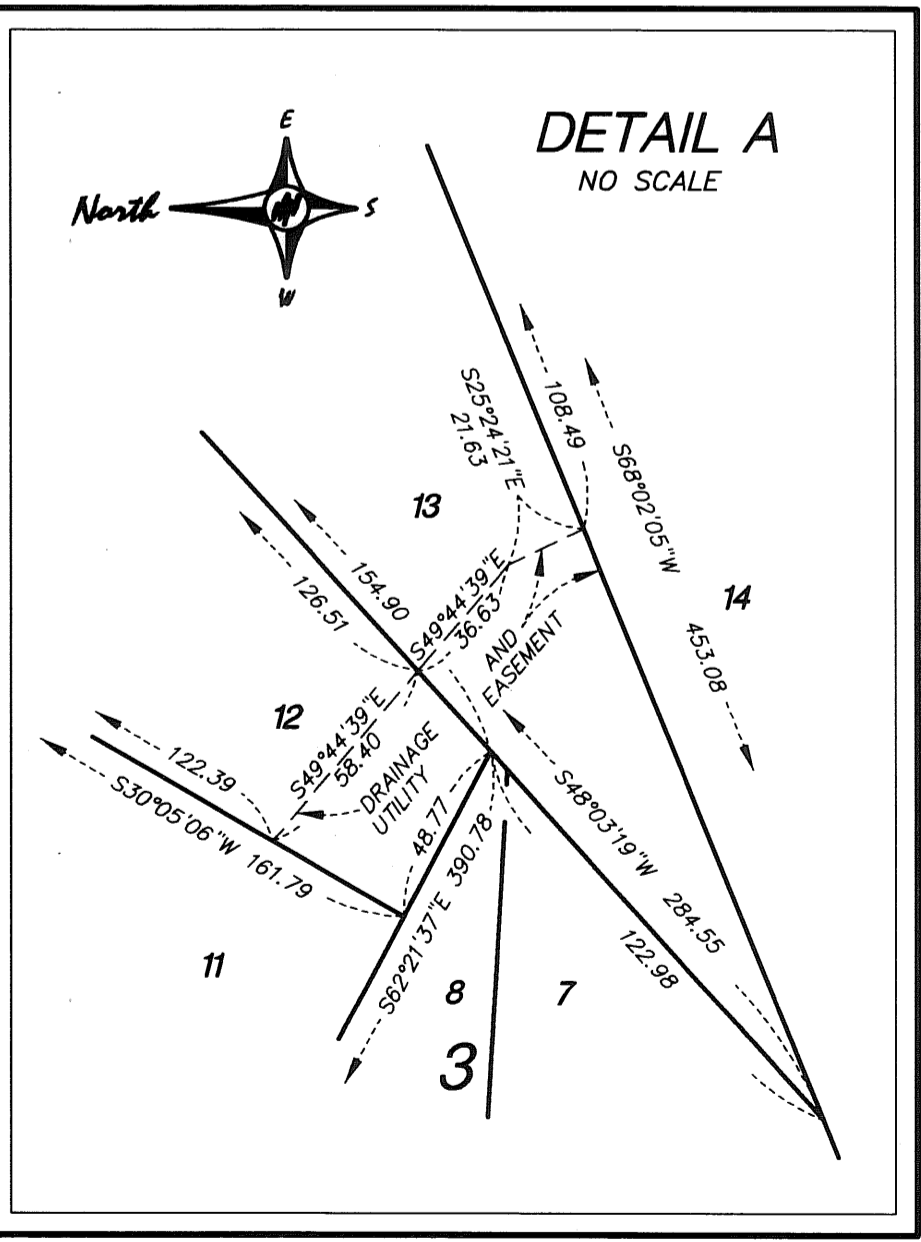 DETAIL A
NO SCALE
E
North
S
W
S25°24'21"E
21.63
108.49
S68°02'05"W
453.08
13
14
154.90
126.51
S49°44'39"E
36.63
AND
EASEMENT
12
S49°44'39"E
58.40
DRAINAGE
UTILITY
122.39
S30°05'06"W 161.79
48.77
S62°21'37"E 390.78
S48°03'19"W 284.55
122.98
11
8
7
3